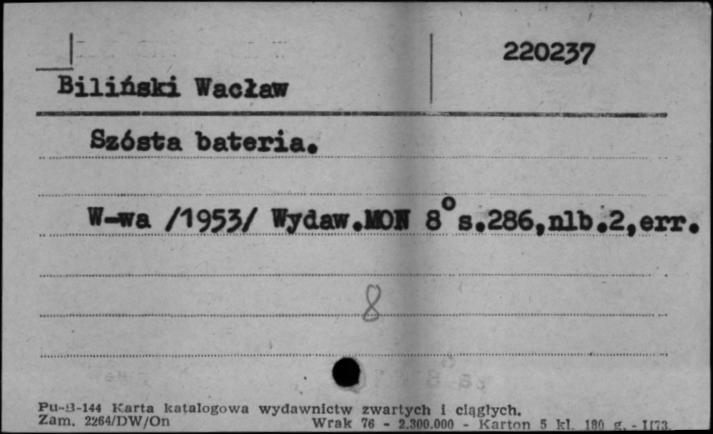 220237
Biliński Wacław
Szósta bateria.
W-wa /1953/ Wydaw.MON 8° s.286,nlb.2,err.
8
Pu-B-144 Karta katalogowa wydawnictw zwartych i ciągłych.
Zam. 2264/DW/On Wrak 76 - 2.300.000 - Karton 5 kl. 180 g. - 1173